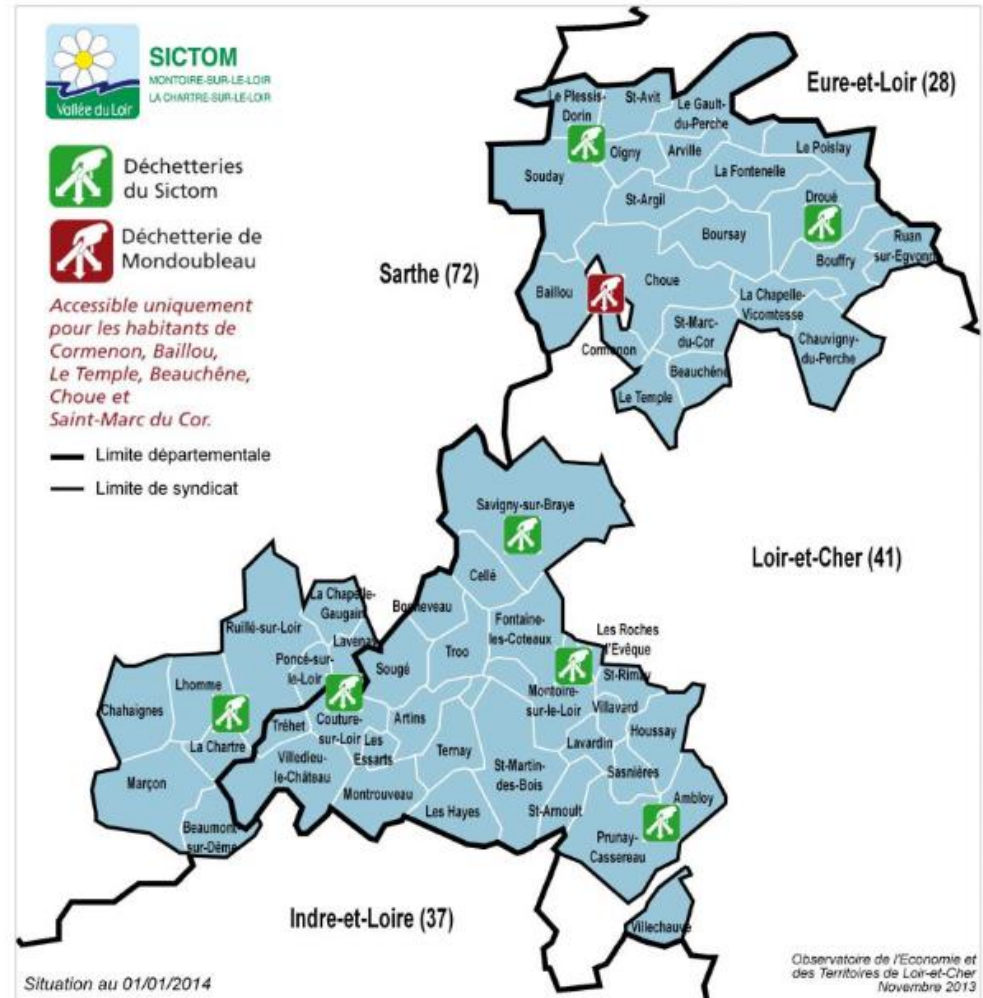 SICTOM
MONTOIRE-SUR-LE-LOIR
LA CHARTRE-SUR-LE-LOIR
Vallée du Loir
Déchetteries
du Sictom
Déchetterie de
Mondoubleau
Accessible uniquement
pour les habitants de
Cormenon, Baillou,
Le Temple, Beauchêne,
Choue et
Saint-Marc du Cor.
Limite départementale
Limite de syndicat
Eure-et-Loir (28)
Sarthe (72)
Loir-et-Cher (41)
Indre-et-Loire (37)
Le Plessis-
Dorin
St-Avit
Le Gault-
du-Perche
Oigny
Arville
Le Poislay
Souday
La Fontenelle
St-Argil
Droué
Boursay
Bouffry
Ruan
sur-Egvonne
Baillou
Choue
La Chapelle-
Vicomtesse
St-Marc-
du-Cor
Chauvigny-
du-Perche
Cormenon
Beauchêne
Le Temple
Savigny-sur-Braye
Cellé
La Chapelle-
Gaugain
Bonneveau
Fontaine-
les-Coteaux
Ruillé-sur-Loir
Lavenay
Les Roches
l'Evêque
Poncé-sur-
le-Loir
Sougé
Troo
St-Rimay
Lhomme
Montoire-
sur-le-Loir
Villavard
Chahaignes
Artins
Houssay
Tréhet
Couture-
sur-Loir
Les
Essarts
Lavardin
La Chartre
Ternay
Villedieu-
le-Château
St-Martin-
des-Bois
Sasnières
Marçon
Montrouveau
Ambloy
Les Hayes
St-Arnoult
Beaumont
sur-Dême
Prunay-
Cassereau
Villechauve
Situation au 01/01/2014
Observatoire de l'Economie et
des Territoires de Loir-et-Cher
Novembre 2013